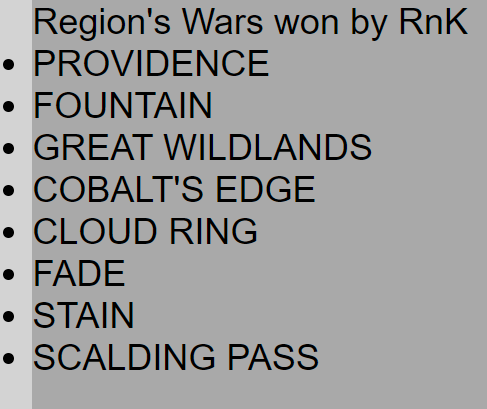 Region's Wars won by RnK
PROVIDENCE
FOUNTAIN
GREAT WILDLANDS
COBALT'S EDGE
CLOUD RING
FADE
STAIN
SCALDING PASS